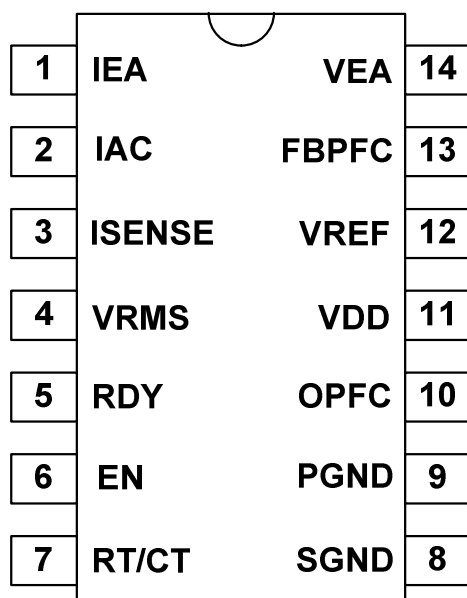 1 IEA VEA 14
2 IAC FBPFC 13
3 ISENSE VREF 12
4 VRMS VDD 11
5 RDY OPFC 10
6 EN PGND 9
7 RT/CT SGND 8